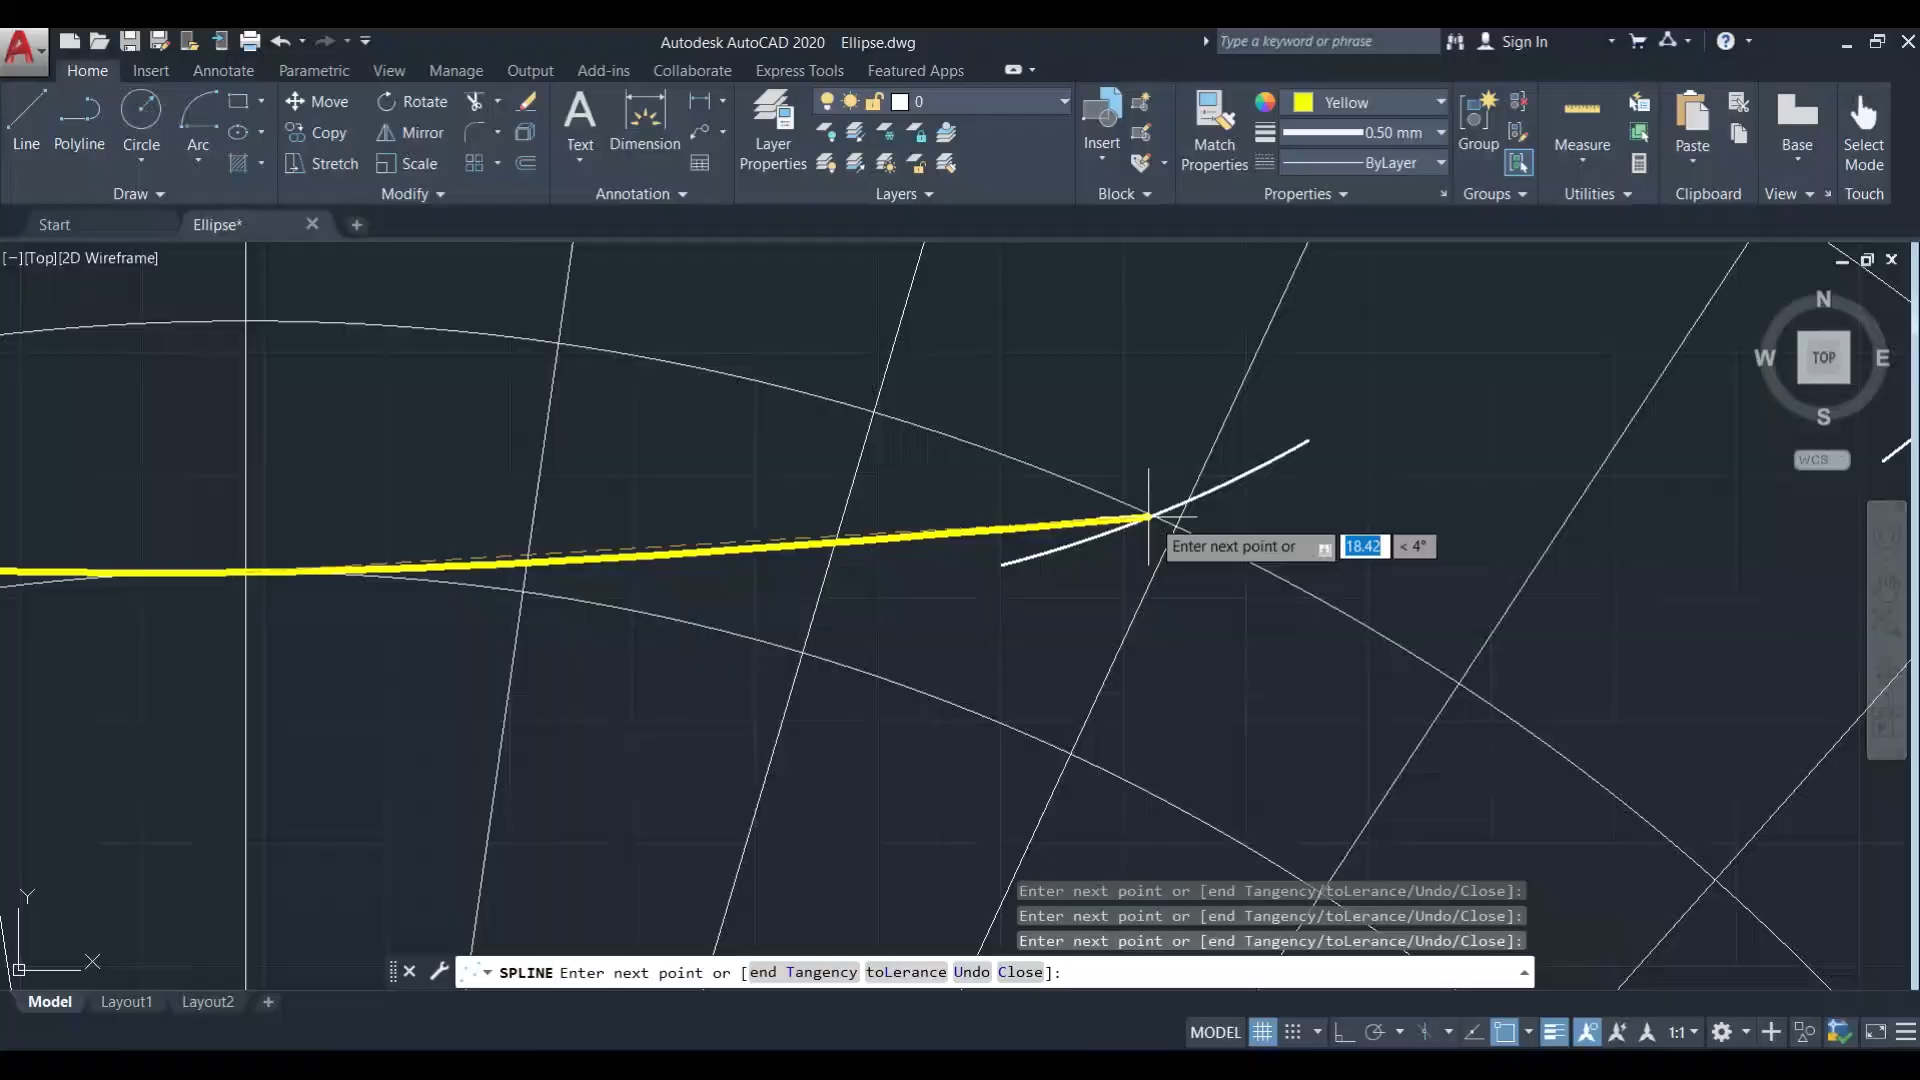 Autodesk AutoCAD 2020 Ellipse.dwg
Type a keyword or phrase
Sign In
Home Insert Annotate Parametric View Manage Output Add-ins Collaborate Express Tools Featured Apps
Line
Polyline
Circle
Arc
Move
Rotate
Copy
Mirror
Stretch
Scale
Text
Dimension
Layer
Properties
0
Insert
Match
Properties
Yellow
0.50 mm
ByLayer
Group
Measure
Paste
Base
Select
Mode
Draw Modify Annotation Layers Block Properties Groups Utilities Clipboard View Touch
Start Ellipse*
[−][Top][2D Wireframe]
N
W TOP E
S
WCS
Enter next point or 18.42 < 4°
Enter next point or [end Tangency/toLerance/Undo/Close]:
Enter next point or [end Tangency/toLerance/Undo/Close]:
Enter next point or [end Tangency/toLerance/Undo/Close]:
Y
X
SPLINE Enter next point or [end Tangency toLerance Undo Close]:
Model Layout1 Layout2
MODEL 1:1